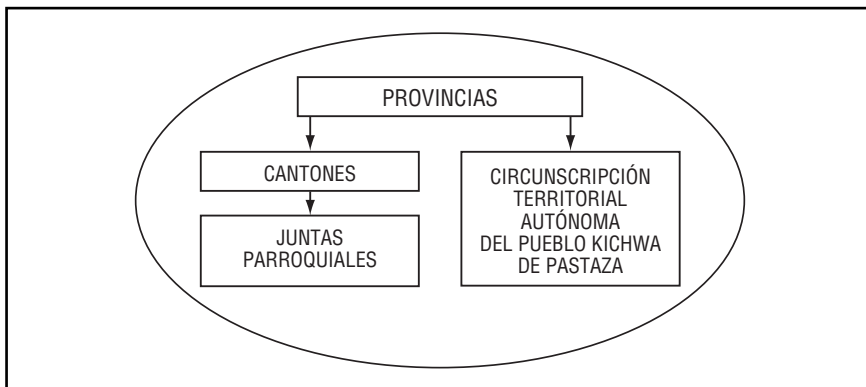 PROVINCIAS
CANTONES
JUNTAS
PARROQUIALES
CIRCUNSCRIPCIÓN
TERRITORIAL
AUTÓNOMA
DEL PUEBLO KICHWA
DE PASTAZA